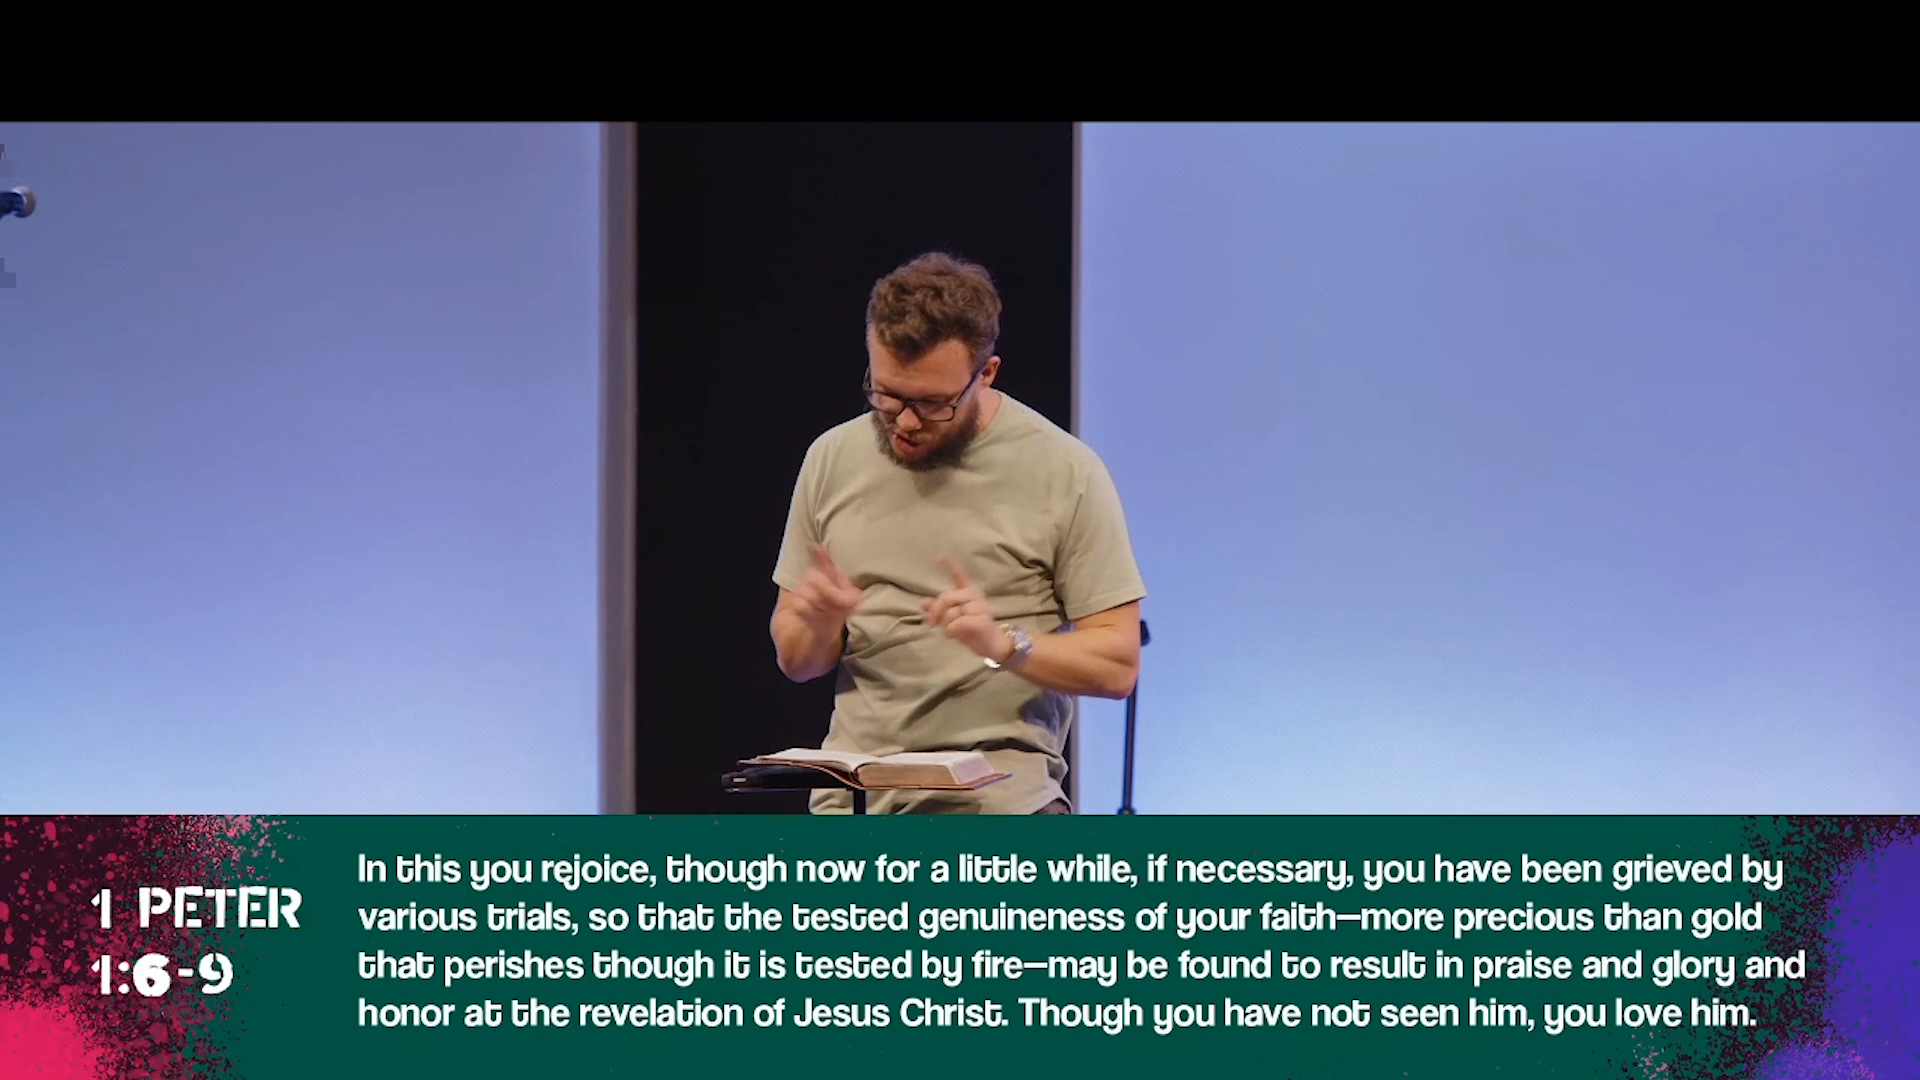 1 PETER
1:6-9
In this you rejoice, though now for a little while, if necessary, you have been grieved by
various trials, so that the tested genuineness of your faith—more precious than gold
that perishes though it is tested by fire—may be found to result in praise and glory and
honor at the revelation of Jesus Christ. Though you have not seen him, you love him.